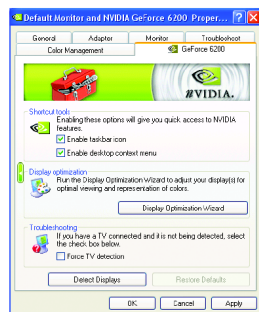 Default Monitor and NVIDIA GeForce 6200 Proper...
General Adapter Monitor Troubleshoot
Color Management GeForce 6200
NVIDIA.
Shortcut tools
Enabling these options will give you quick access to NVIDIA
features.
Enable taskbar icon
Enable desktop context menu
Display optimization
Run the Display Optimization Wizard to adjust your display(s) for
optimal viewing and representation of colors.
Display Optimization Wizard
Troubleshooting
If you have a TV connected and it is not being detected, select
the check box below.
Force TV detection
Detect Displays Restore Defaults
OK Cancel Apply